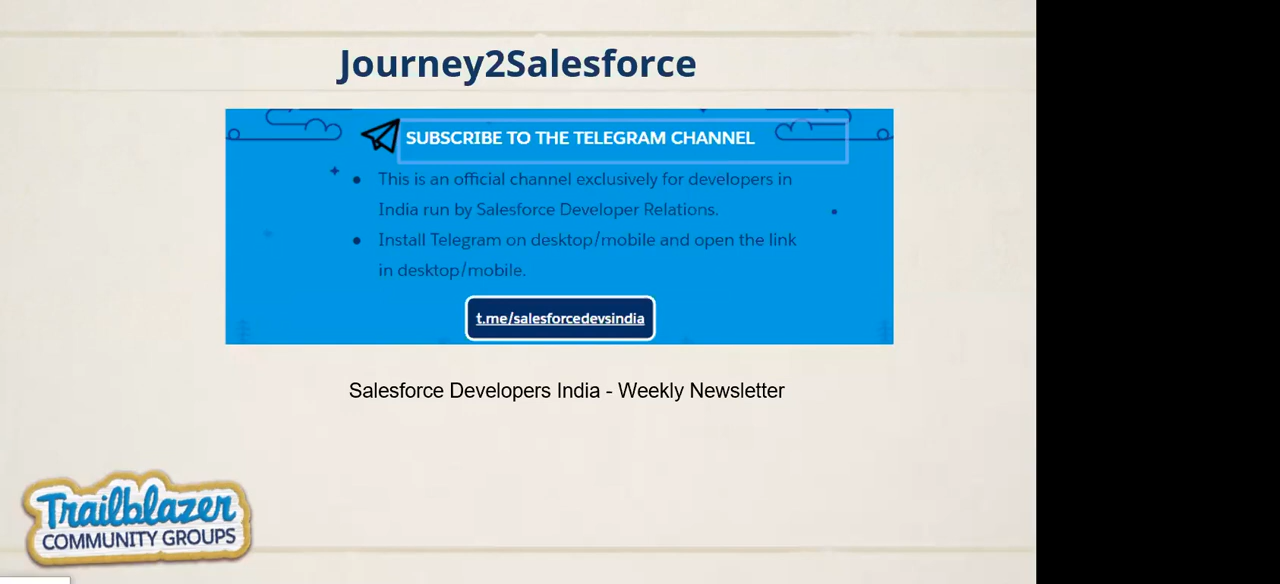 Journey2Salesforce
SUBSCRIBE TO THE TELEGRAM CHANNEL
● This is an official channel exclusively for developers in
India run by Salesforce Developer Relations.
● Install Telegram on desktop/mobile and open the link
in desktop/mobile.
t.me/salesforcedevsindia
Salesforce Developers India - Weekly Newsletter
Trailblazer
COMMUNITY GROUPS